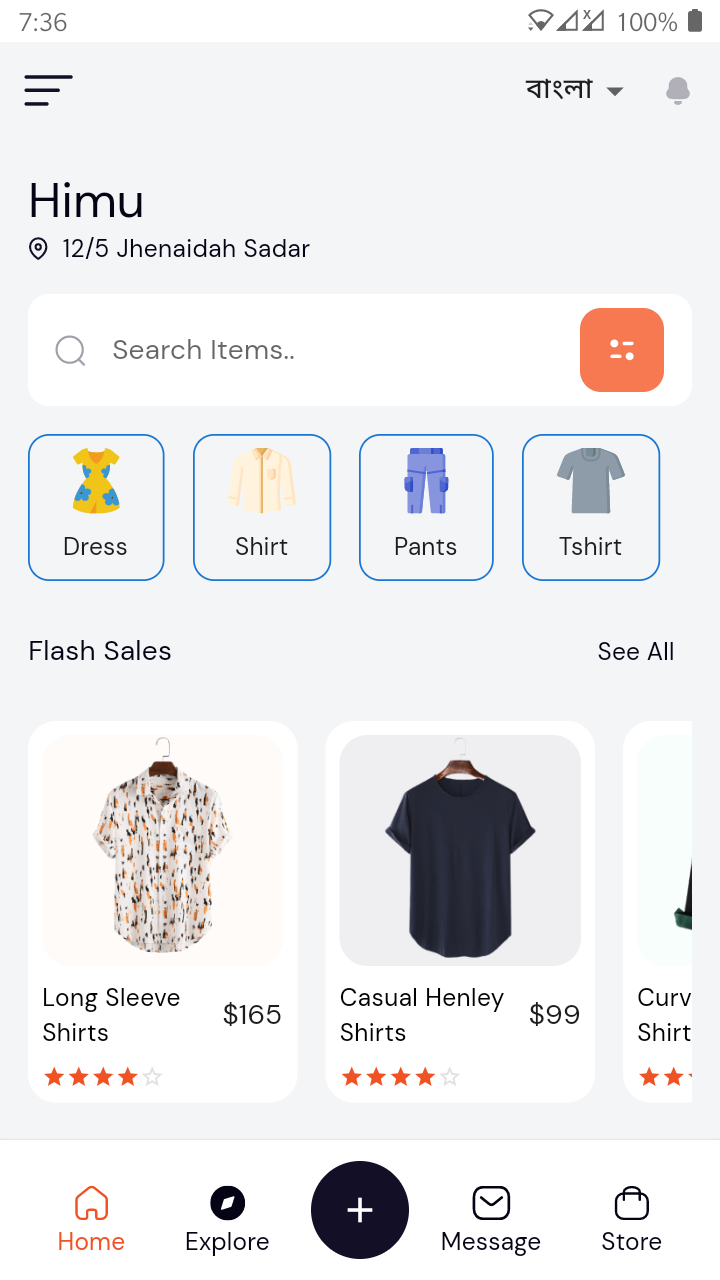 7:36
x
100%
বাংলা
Himu
12/5 Jhenaidah Sadar
Search Items..
Dress
Shirt
Pants
Tshirt
Flash Sales
See All
Long Sleeve
Shirts
$165
Casual Henley
Shirts
$99
Curv
Shirt
Home
Explore
+
Message
Store